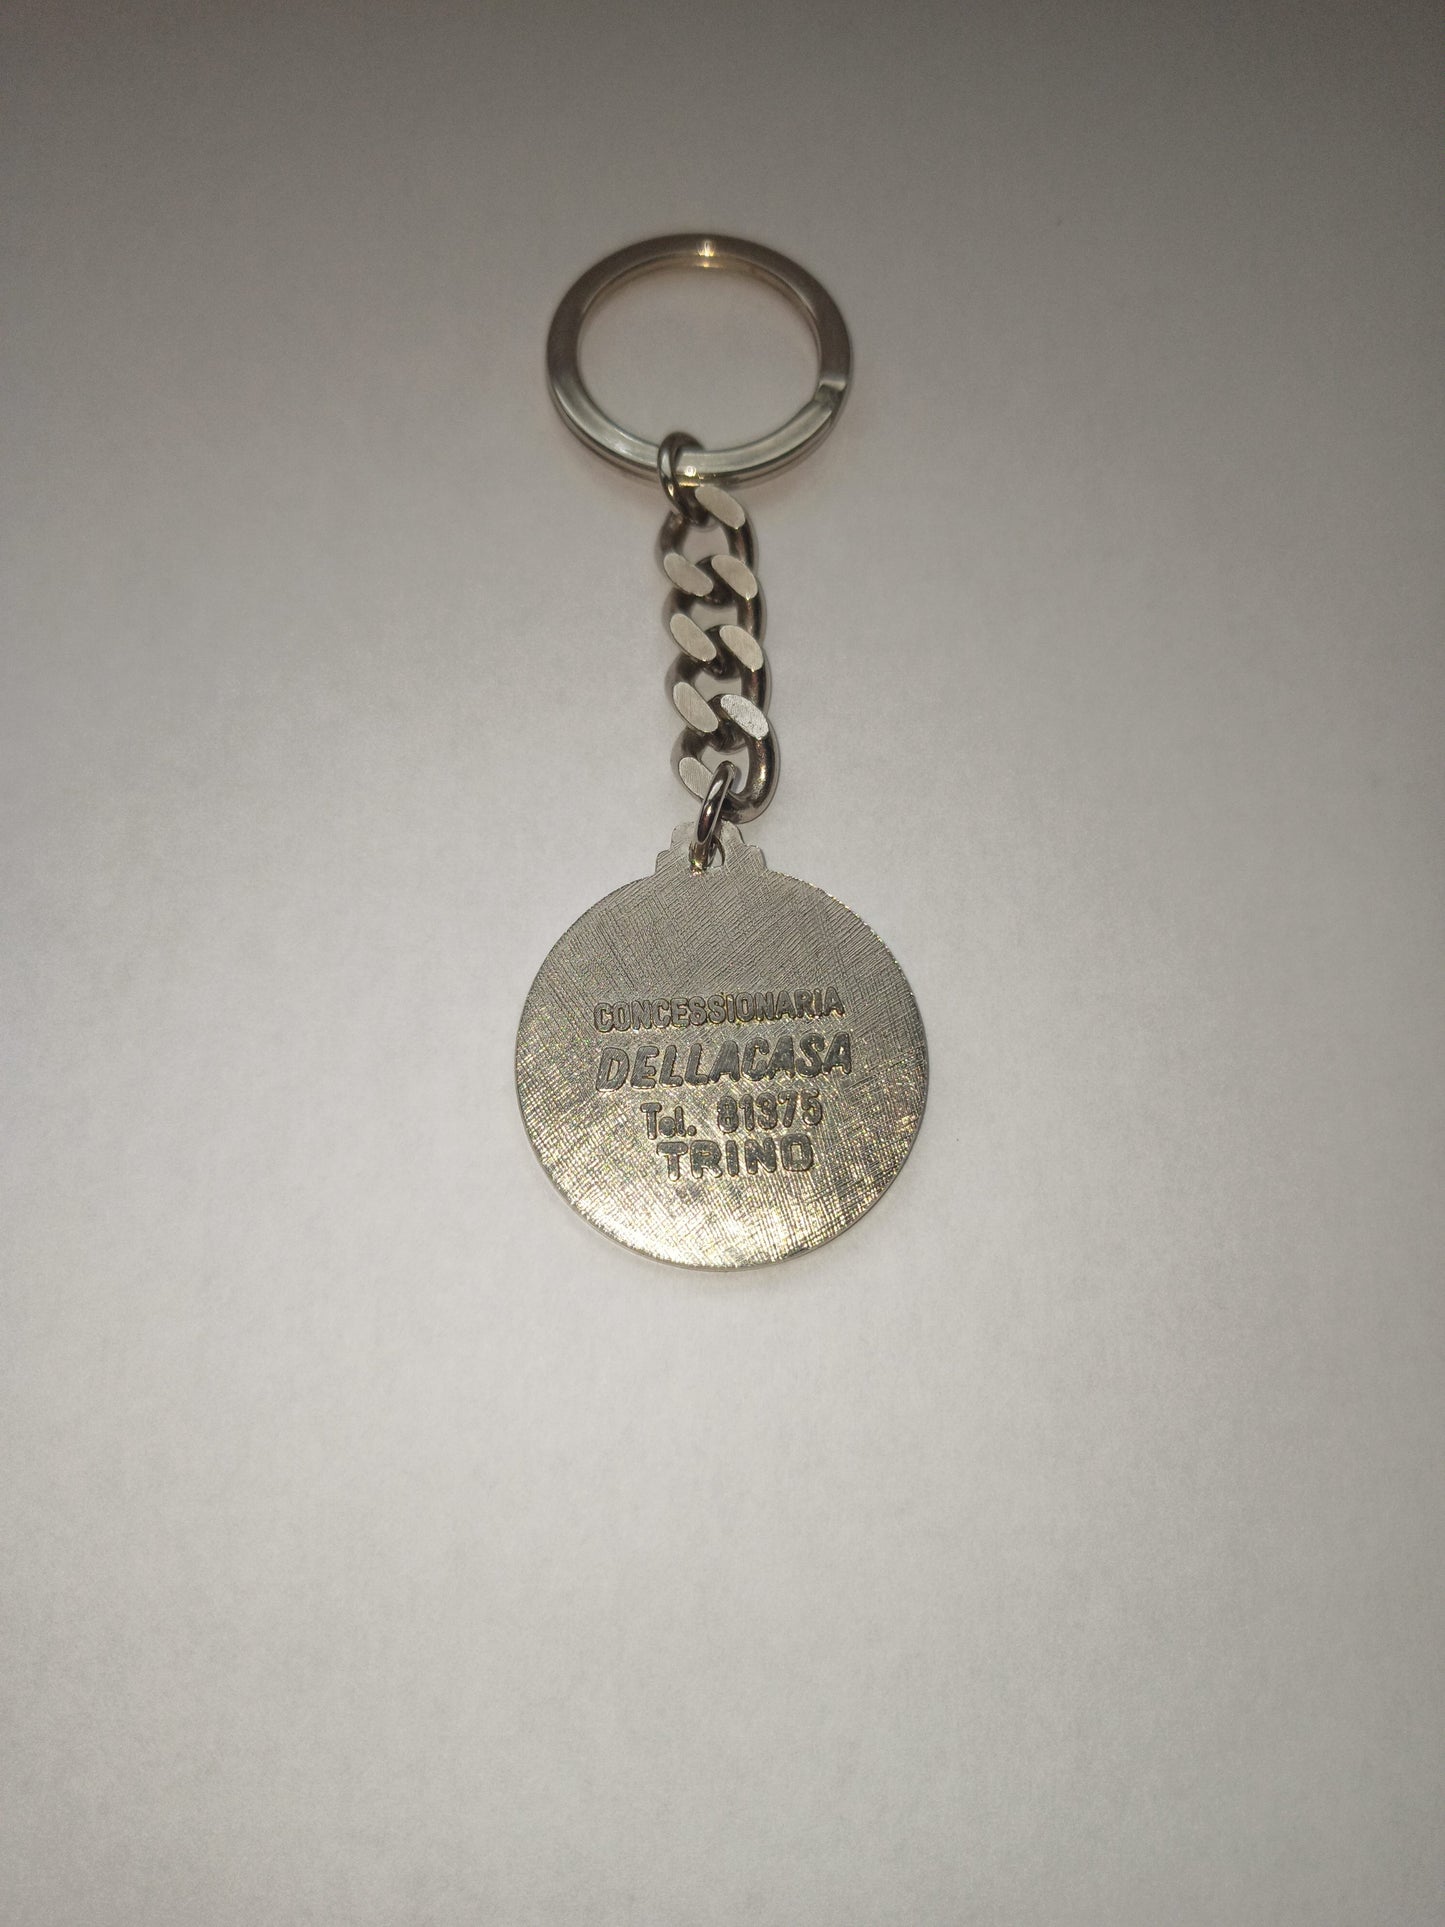 CONCESSIONARIA
DELLACASA
Tel. 81375
TRINO